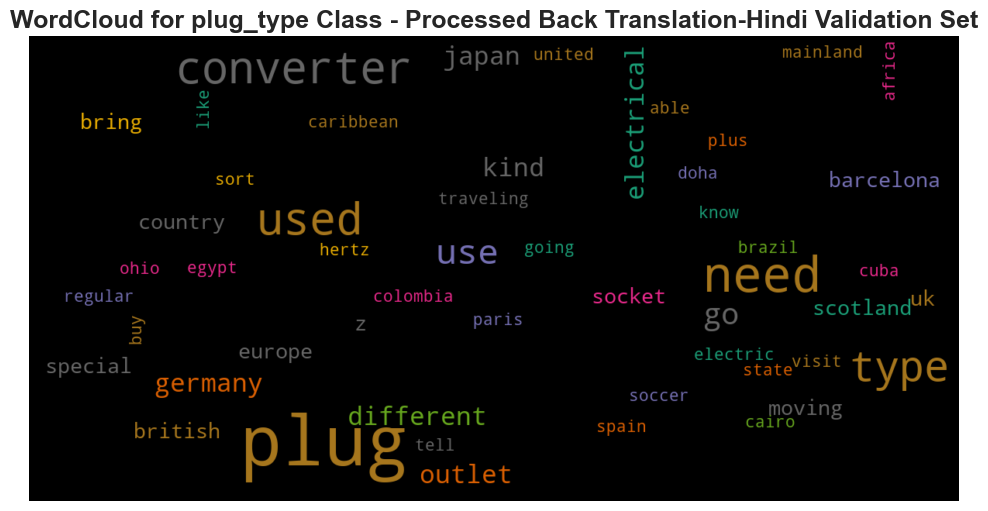 WordCloud for plug_type Class - Processed Back Translation-Hindi Validation Set
converter
japan
united
mainland
africa
electrical
like
bring
caribbean
able
plus
kind
doha
barcelona
sort
traveling
know
country
used
use
going
hertz
brazil
need
ohio
egypt
cuba
regular
colombia
socket
scotland
uk
buy
z
paris
go
special
europe
electric
visit
state
type
germany
soccer
moving
british
different
spain
cairo
plug
tell
outlet